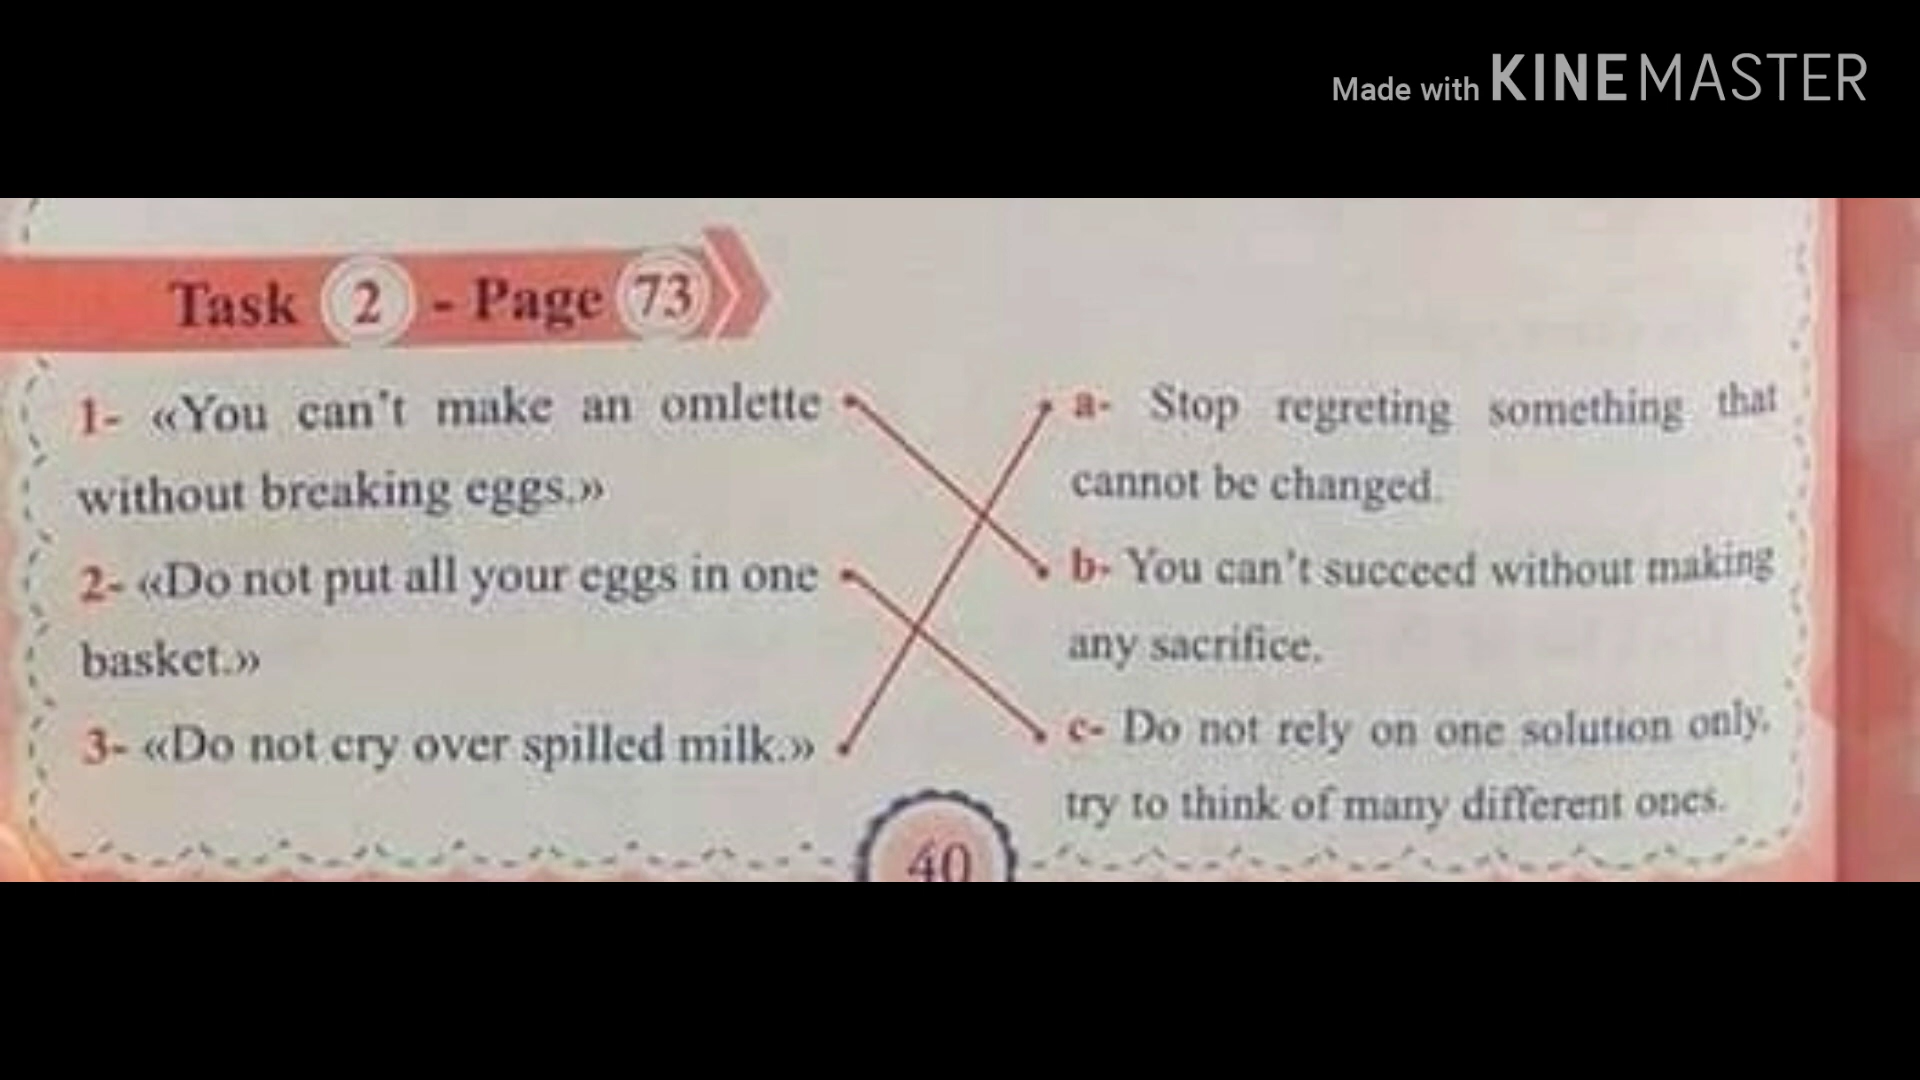 Made with KINEMASTER
Task 2 - Page 73
1- «You can't make an omlette
without breaking eggs.»
2- «Do not put all your eggs in one
basket.»
3- «Do not cry over spilled milk.»
a- Stop regreting something that
cannot be changed.
b- You can't succeed without making
any sacrifice.
c- Do not rely on one solution only.
try to think of many different ones.
40